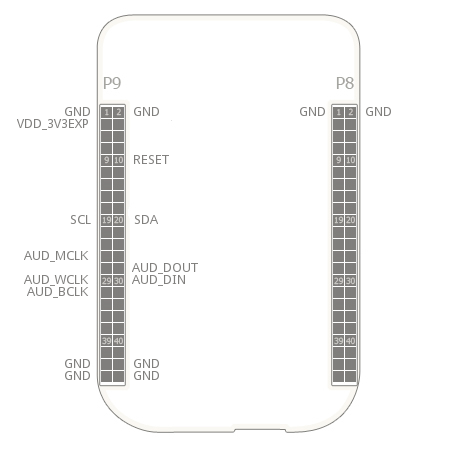 P9 P8
GND 1 2 GND GND 1 2 GND
VDD_3V3EXP
9 10 RESET 9 10
SCL 19 20 SDA 19 20
AUD_MCLK
AUD_DOUT
AUD_WCLK 29 30 AUD_DIN 29 30
AUD_BCLK
39 40 39 40
GND GND
GND GND